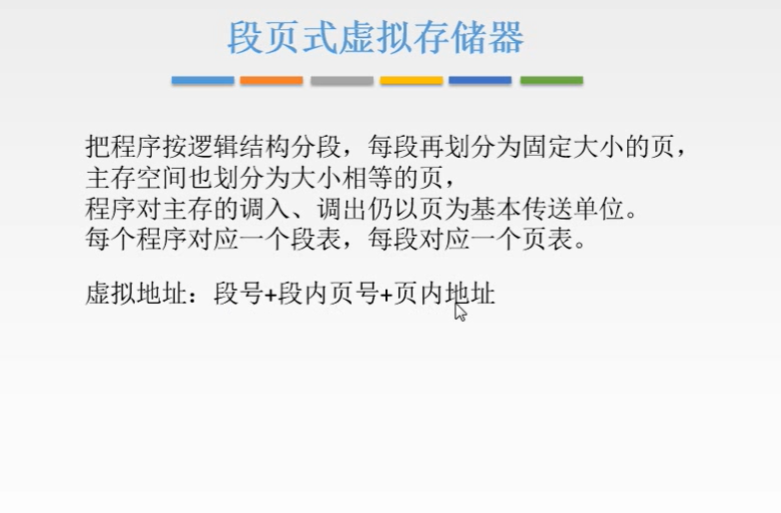 段页式虚拟存储器
把程序按逻辑结构分段，每段再划分为固定大小的页，
主存空间也划分为大小相等的页，
程序对主存的调入、调出仍以页为基本传送单位。
每个程序对应一个段表，每段对应一个页表。
虚拟地址：段号+段内页号+页内地址